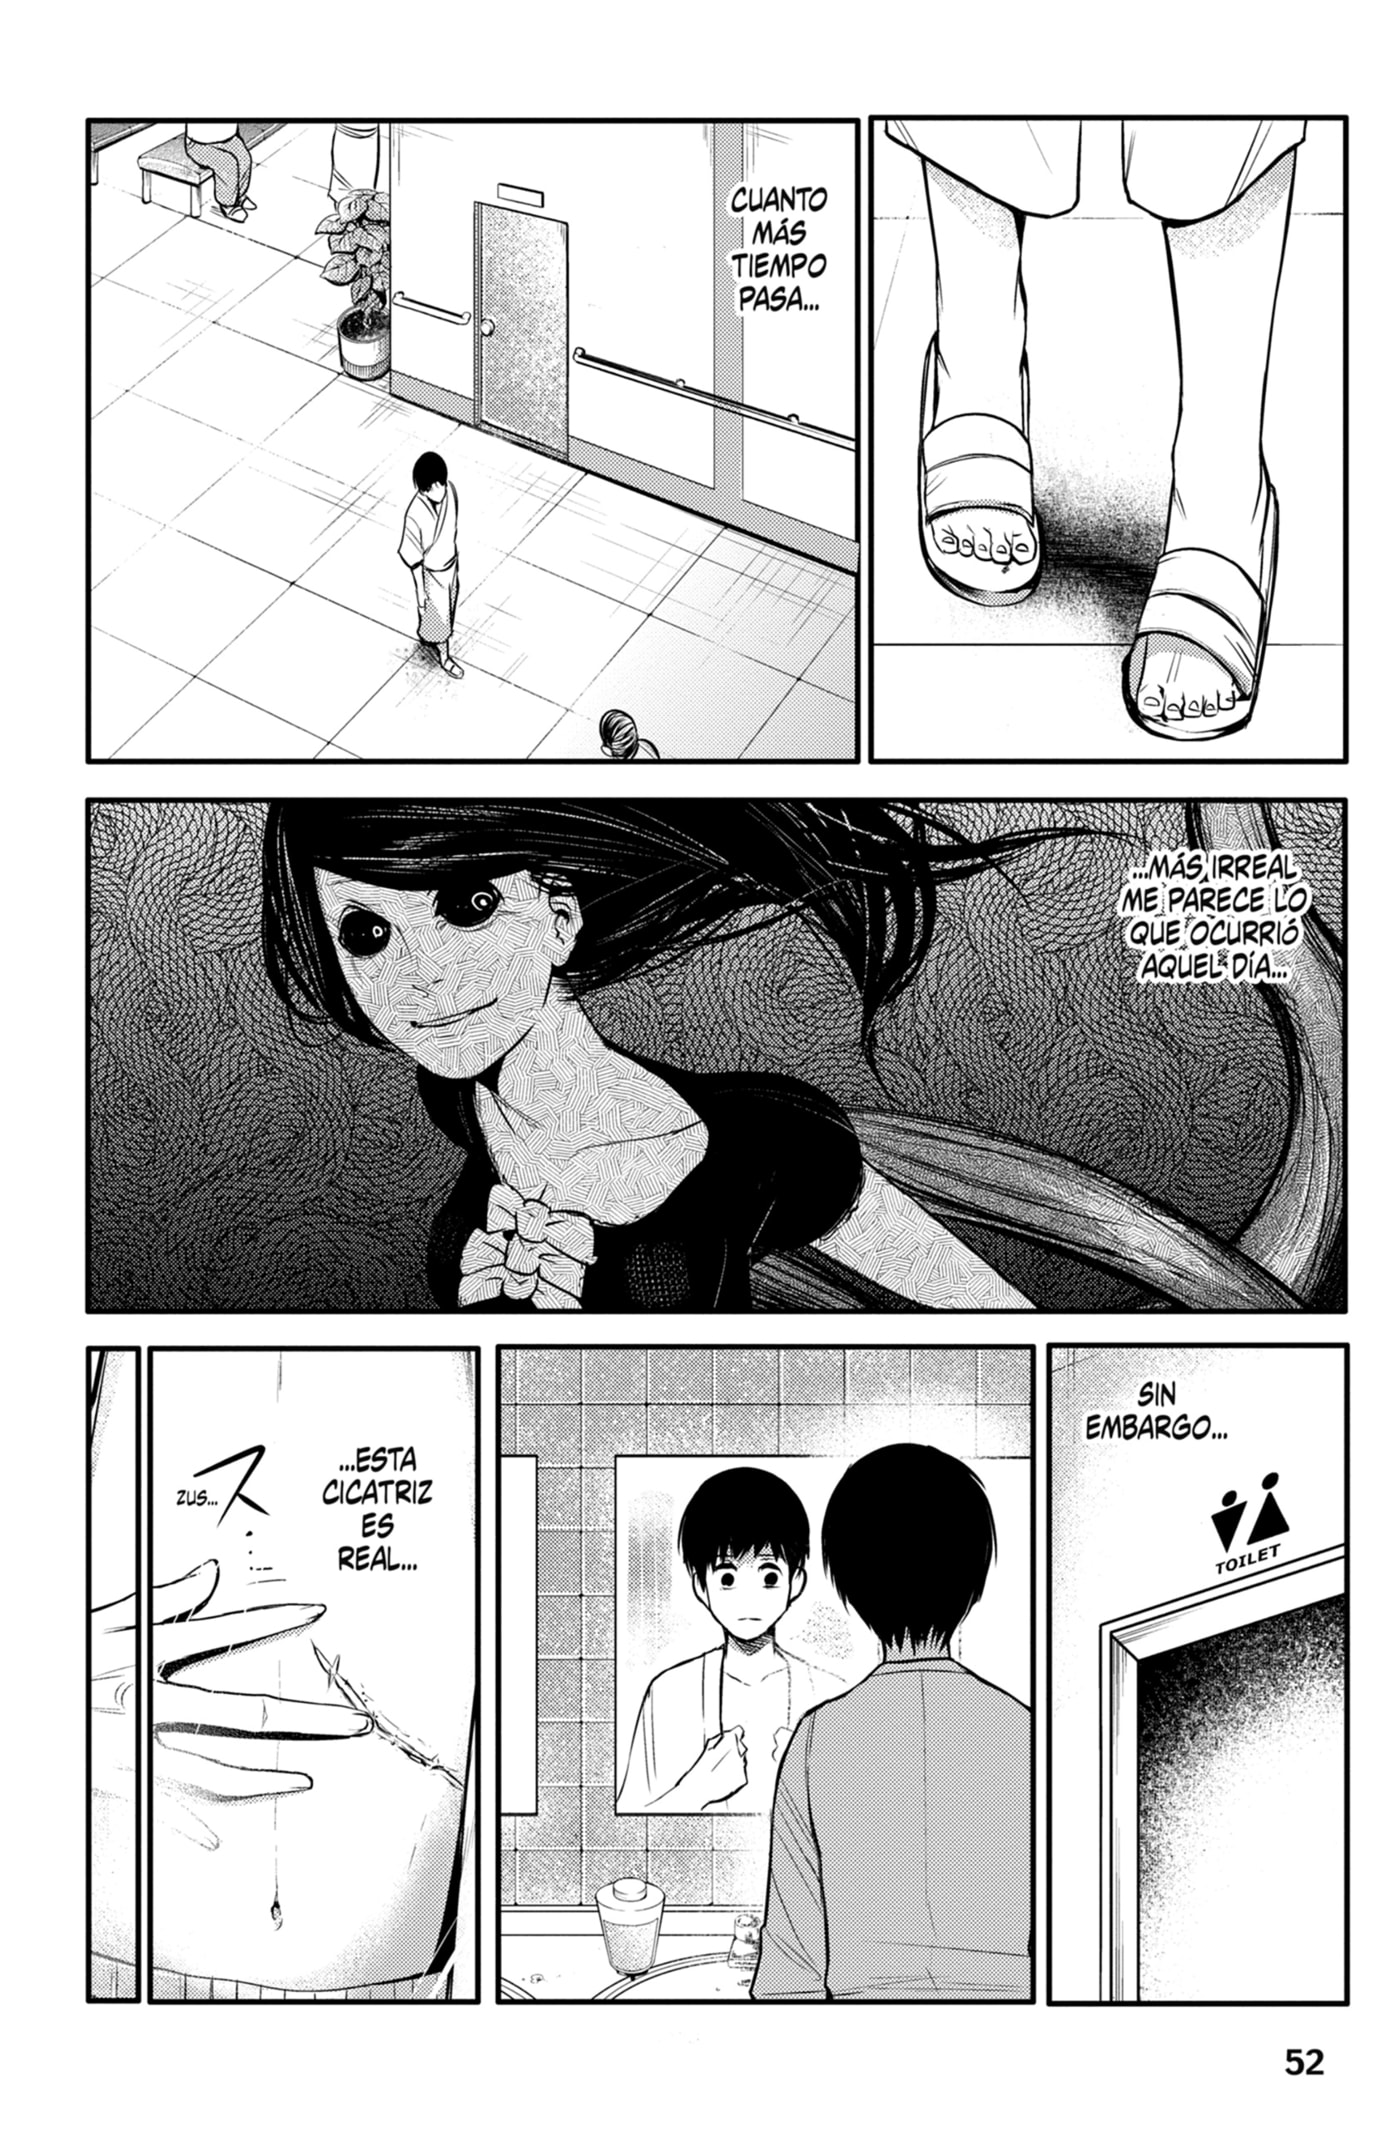 CUANTO
MÁS
TIEMPO
PASA...
...MÁS IRREAL
ME PARECE LO
QUE OCURRIÓ
AQUEL DÍA...
SIN
EMBARGO...
TOILET
...ESTA
CICATRIZ
ES
REAL...
ス...
ZUS...
52